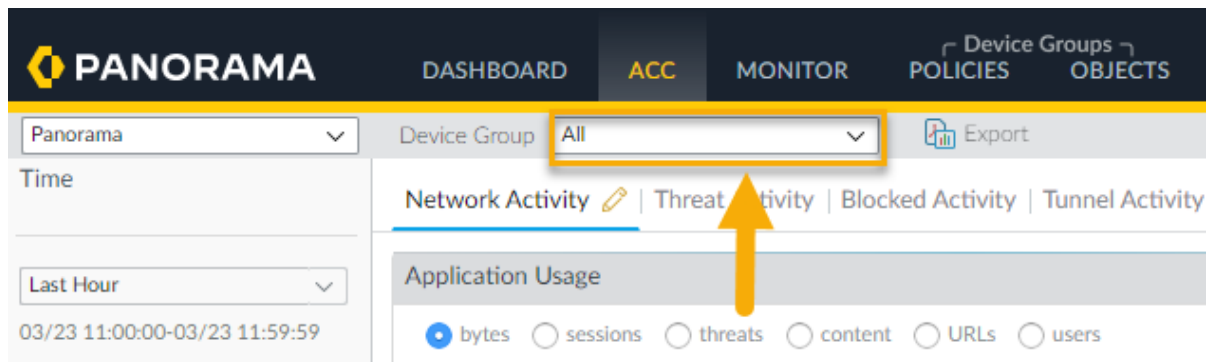 PANORAMA
DASHBOARD ACC MONITOR
Device Groups
POLICIES OBJECTS
Panorama
Device Group All
Export
Time
Network Activity | Threat Activity | Blocked Activity | Tunnel Activity
Last Hour
03/23 11:00:00-03/23 11:59:59
Application Usage
bytes sessions threats content URLs users